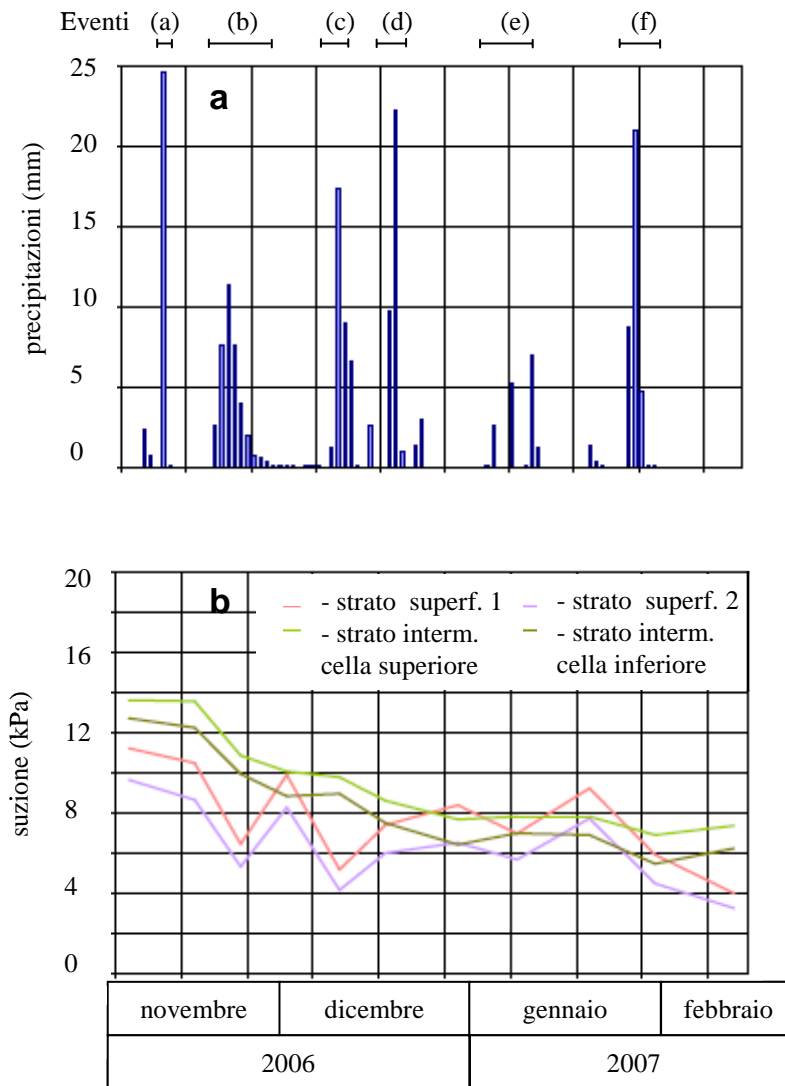 Eventi (a) (b) (c) (d) (e) (f)
a
precipitazioni (mm)
25
20
15
10
5
0
b
suzione (kPa)
20
16
12
8
4
0
- strato superf. 1
- strato interm.
cella superiore
- strato superf. 2
- strato interm.
cella inferiore
novembre dicembre gennaio febbraio
2006 2007